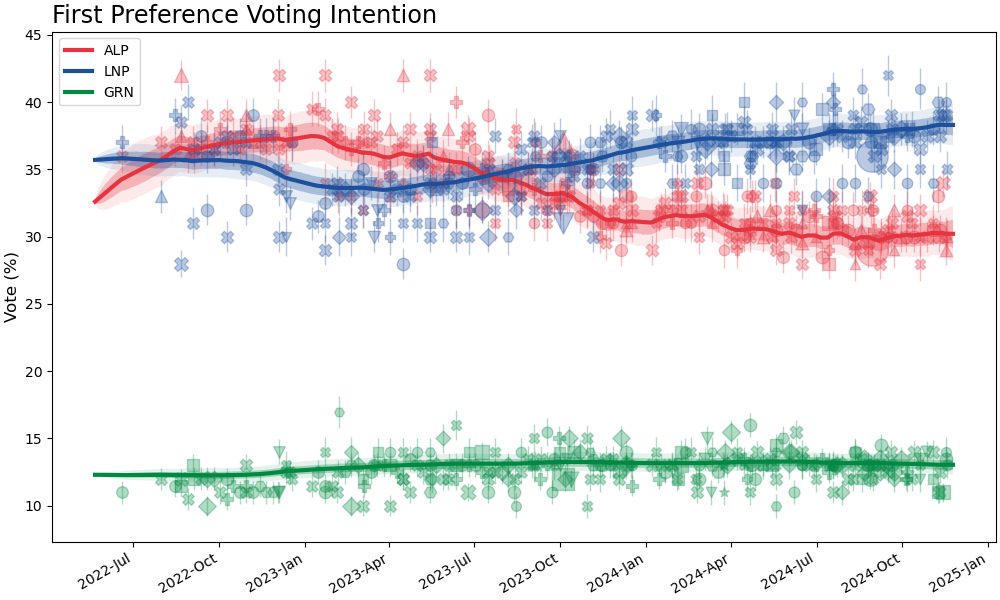 First Preference Voting Intention
ALP
LNP
GRN
Vote (%)
45
40
35
30
25
20
15
10
2022-Jul
2022-Oct
2023-Jan
2023-Apr
2023-Jul
2023-Oct
2024-Jan
2024-Apr
2024-Jul
2024-Oct
2025-Jan